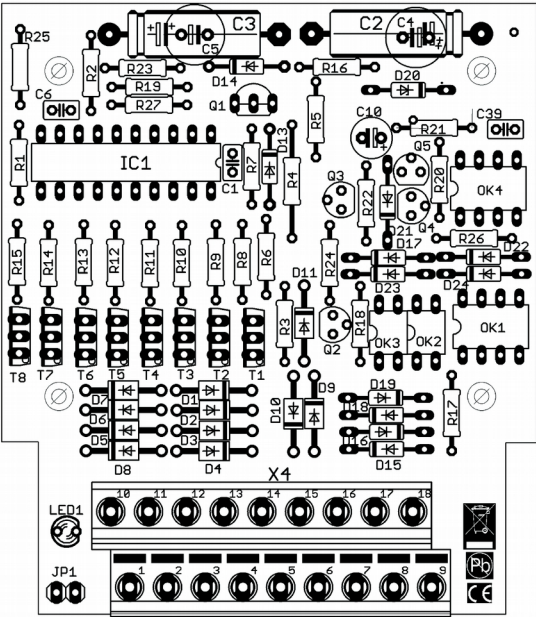 R25
C3
C5
C2
C4
R2
R23
D14
R16
R19
D20
C6
R27
Q1
R5
C10
R21
C39
R1
IC1
C1
R7
D13
R4
Q3
R22
Q5
R20
OK4
D21
Q4
R15
R14
R13
R12
R11
R10
R9
R8
R6
R24
D17
R26
D22
D11
D23
D24
R3
Q2
R18
OK3
OK2
OK1
T8
T7
T6
T5
T4
T3
T2
T1
D7
D1
D10
D9
D19
D6
D2
D18
R17
D5
D3
D16
D8
D4
D15
X4
10 11 12 13 14 15 16 17 18
LED1
JP1
1 2 3 4 5 6 7 8 9
Pb
CE